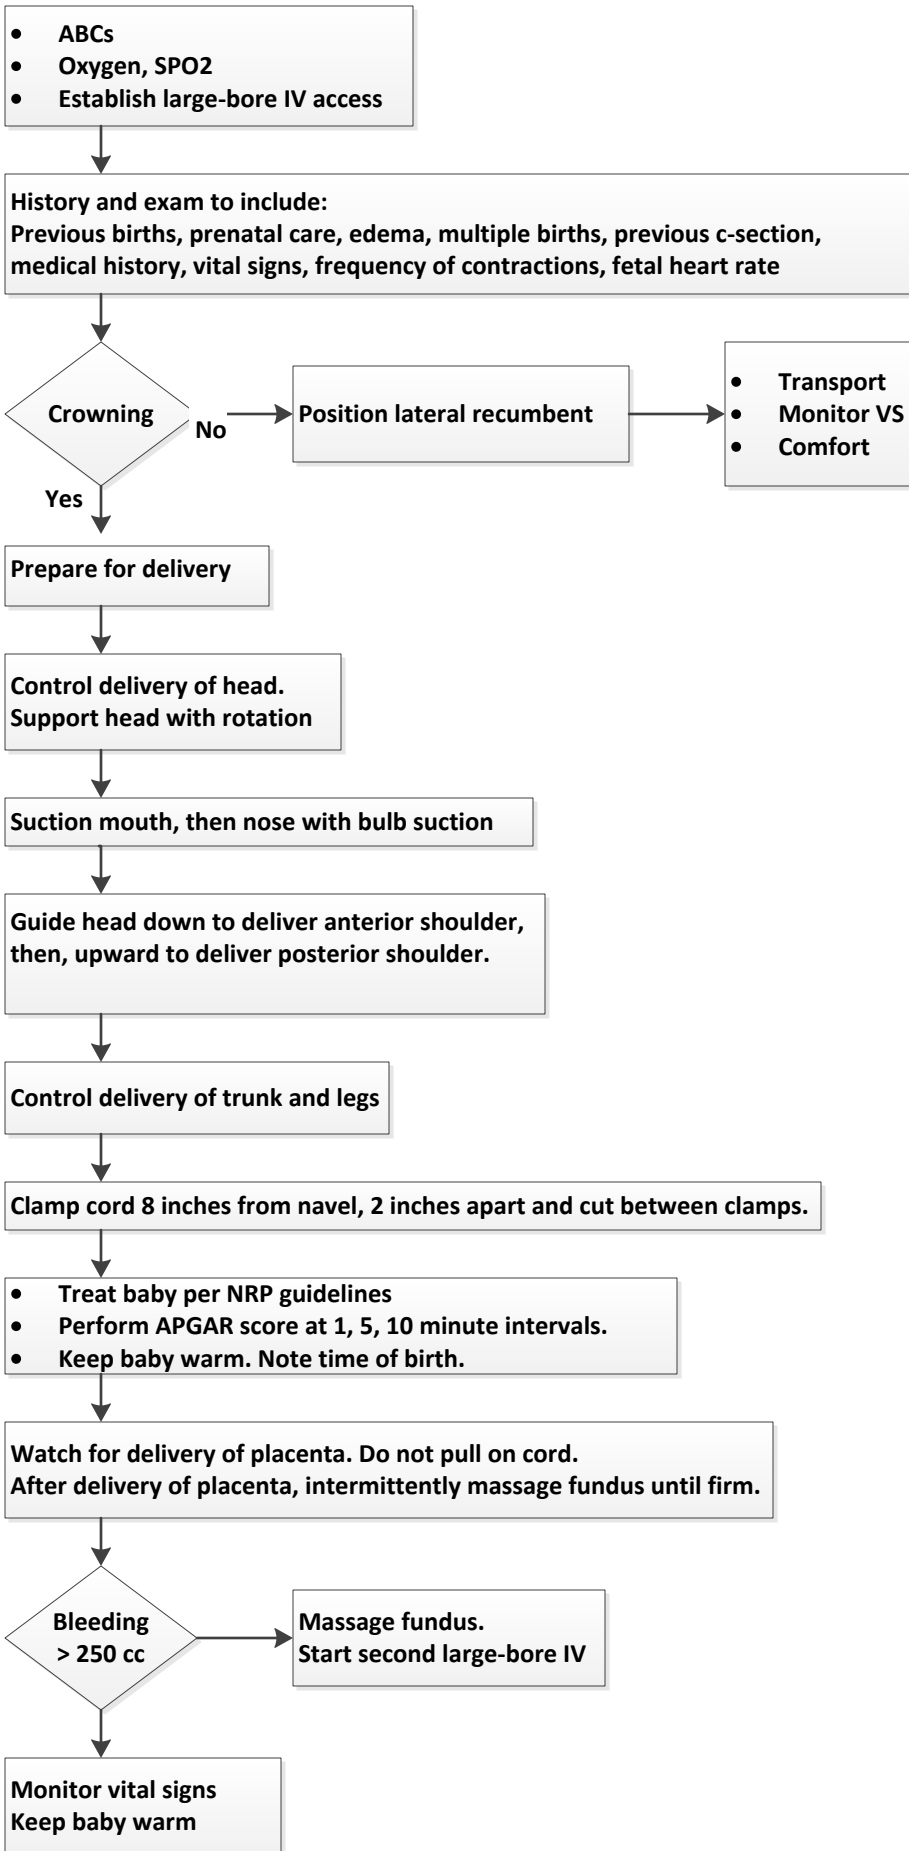 • ABCs
• Oxygen, SPO2
• Establish large-bore IV access
History and exam to include:
Previous births, prenatal care, edema, multiple births, previous c-section,
medical history, vital signs, frequency of contractions, fetal heart rate
Crowning
No
Position lateral recumbent
• Transport
• Monitor VS
• Comfort
Yes
Prepare for delivery
Control delivery of head.
Support head with rotation
Suction mouth, then nose with bulb suction
Guide head down to deliver anterior shoulder,
then, upward to deliver posterior shoulder.
Control delivery of trunk and legs
Clamp cord 8 inches from navel, 2 inches apart and cut between clamps.
• Treat baby per NRP guidelines
• Perform APGAR score at 1, 5, 10 minute intervals.
• Keep baby warm. Note time of birth.
Watch for delivery of placenta. Do not pull on cord.
After delivery of placenta, intermittently massage fundus until firm.
Bleeding
> 250 cc
Massage fundus.
Start second large-bore IV
Monitor vital signs
Keep baby warm